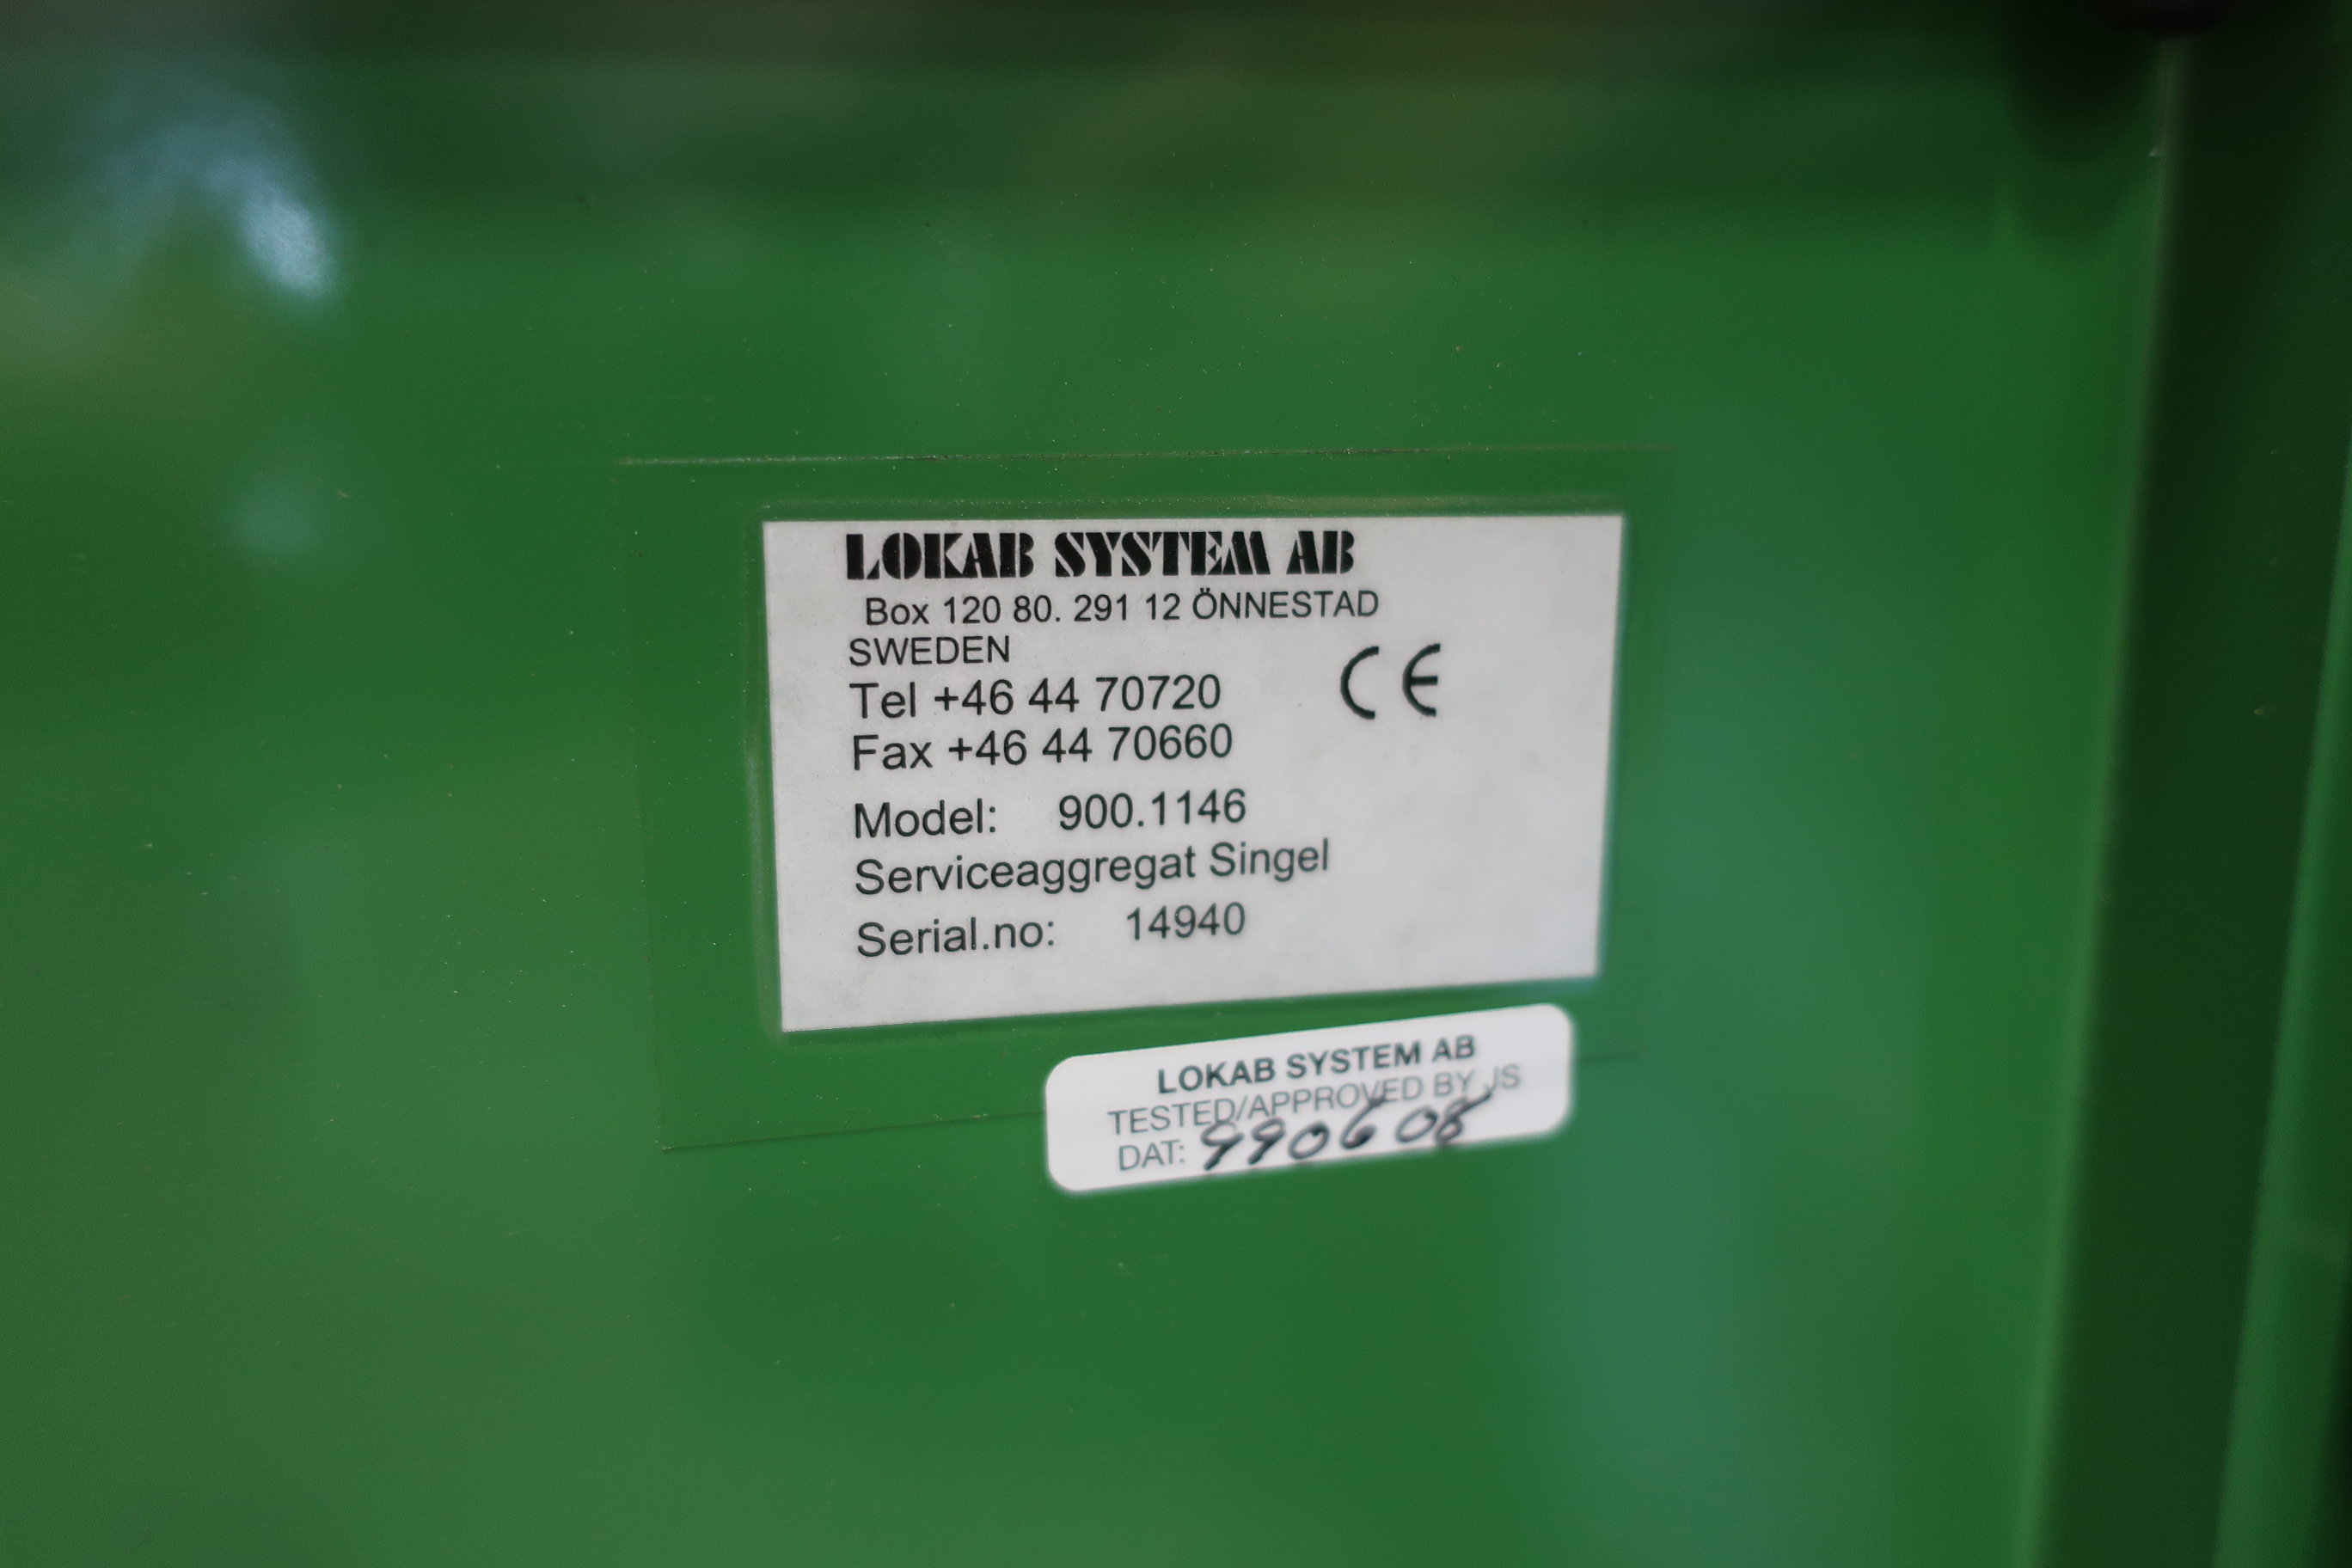 LOKAB SYSTEM AB
Box 120 80. 291 12 ÖNNESTAD
SWEDEN
CE
Tel +46 44 70720
Fax +46 44 70660
Model: 900.1146
Serviceaggregat Singel
Serial.no: 14940
LOKAB SYSTEM AB
TESTED/APPROVED BY JS
DAT: 990608